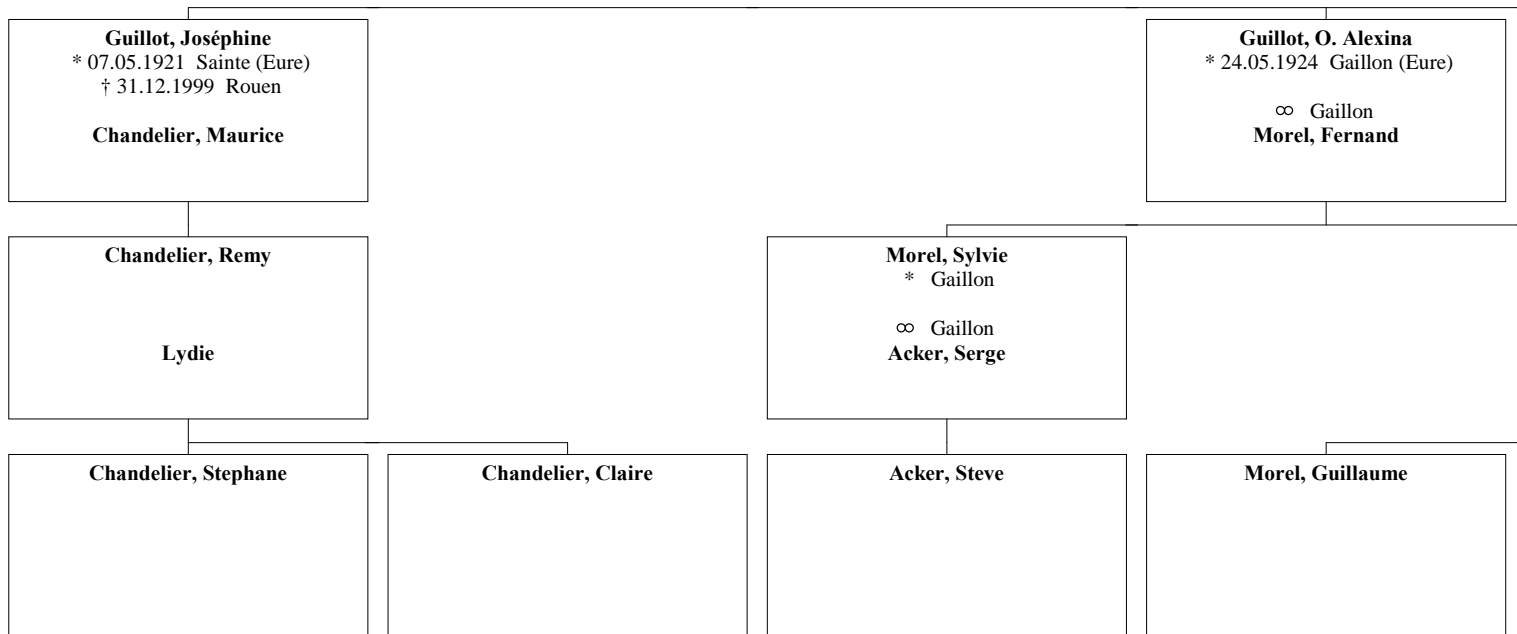 Guillot, Joséphine
* 07.05.1921 Sainte (Eure)
† 31.12.1999 Rouen
Chandelier, Maurice
Guillot, O. Alexina
* 24.05.1924 Gaillon (Eure)
∞ Gaillon
Morel, Fernand
Chandelier, Remy
Lydie
Morel, Sylvie
* Gaillon
∞ Gaillon
Acker, Serge
Chandelier, Stephane
Chandelier, Claire
Acker, Steve
Morel, Guillaume